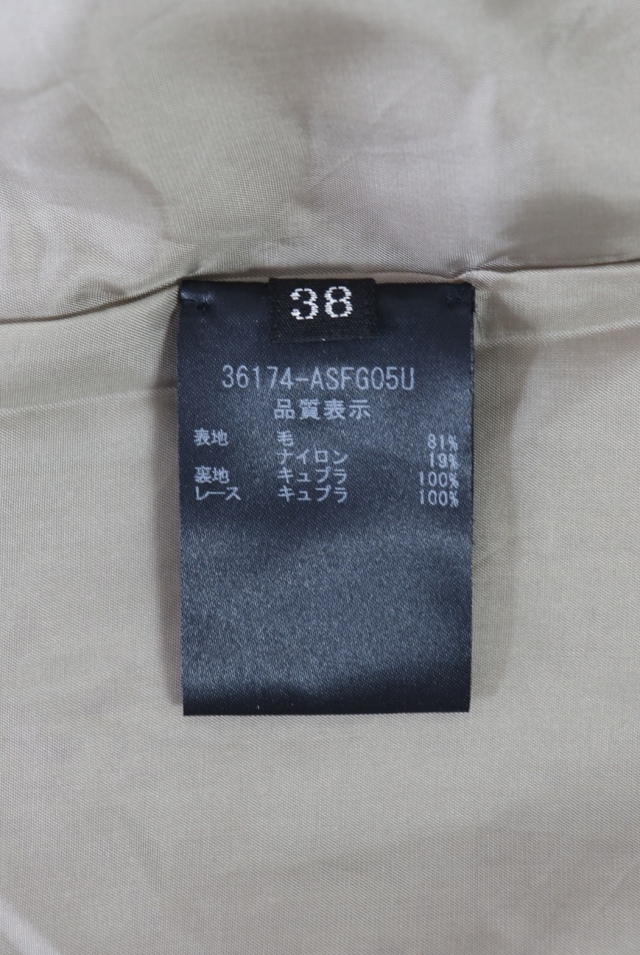 38
36174-ASFG05U
品質表示
表地 毛 81%
ナイロン 19%
裏地 キュプラ 100%
レース キュプラ 100%